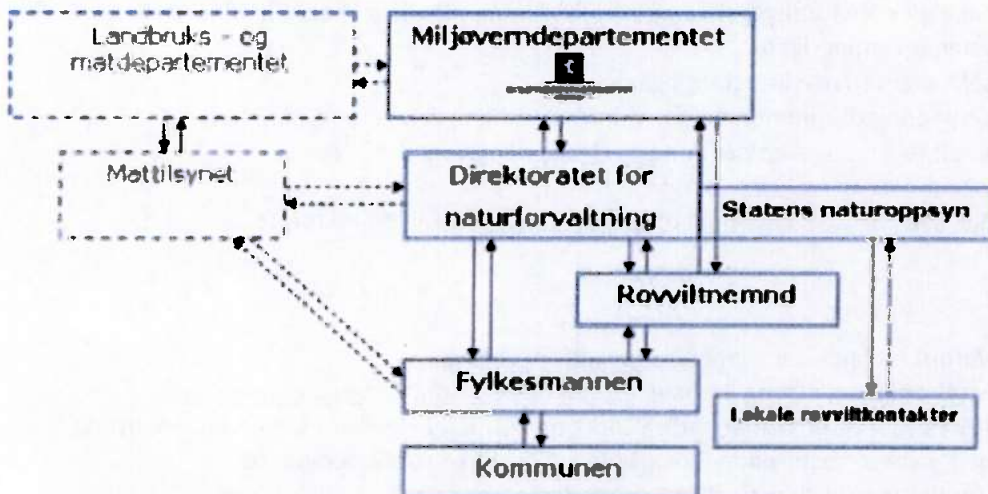 Landbruks - og
matdepartementet
Miljøverndepartementet
Mattilsynet
Direktoratet for
naturforvaltning
Statens naturoppsyn
Rovviltnemnd
Fylkesmannen
Lokale rovviltkontakter
Kommunen